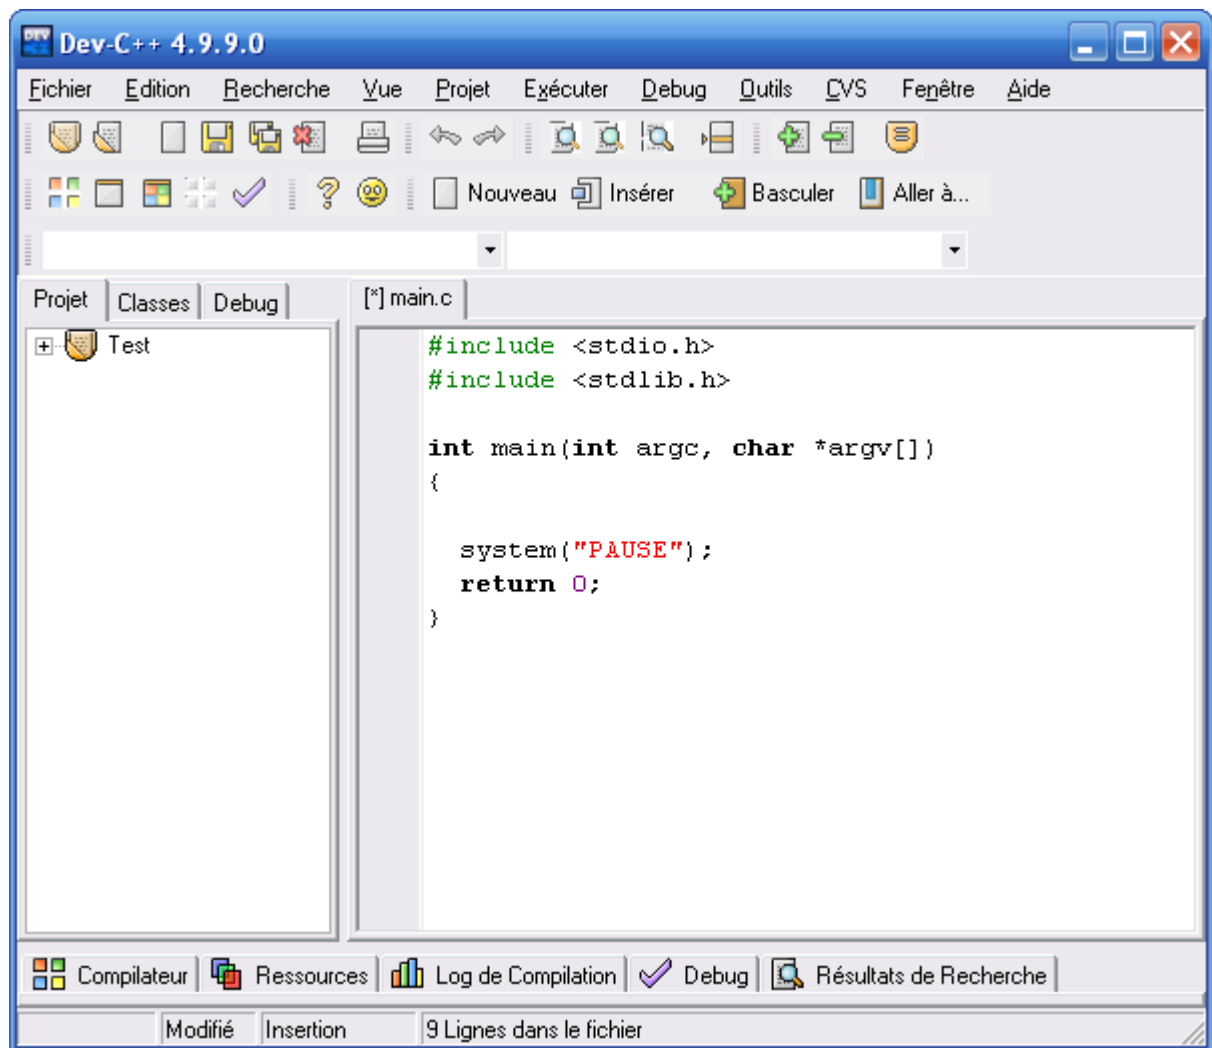 Dev-C++ 4.9.9.0
Fichier Edition Recherche Vue Projet Exécuter Debug Outils CVS Fenêtre Aide
Nouveau Insérer Basculer Aller à...
Projet Classes Debug [*] main.c
Test
#include <stdio.h>
#include <stdlib.h>
int main(int argc, char *argv[])
{
system("PAUSE");
return 0;
}
Compilateur Ressources Log de Compilation Debug Résultats de Recherche
Modifié Insertion 9 Lignes dans le fichier